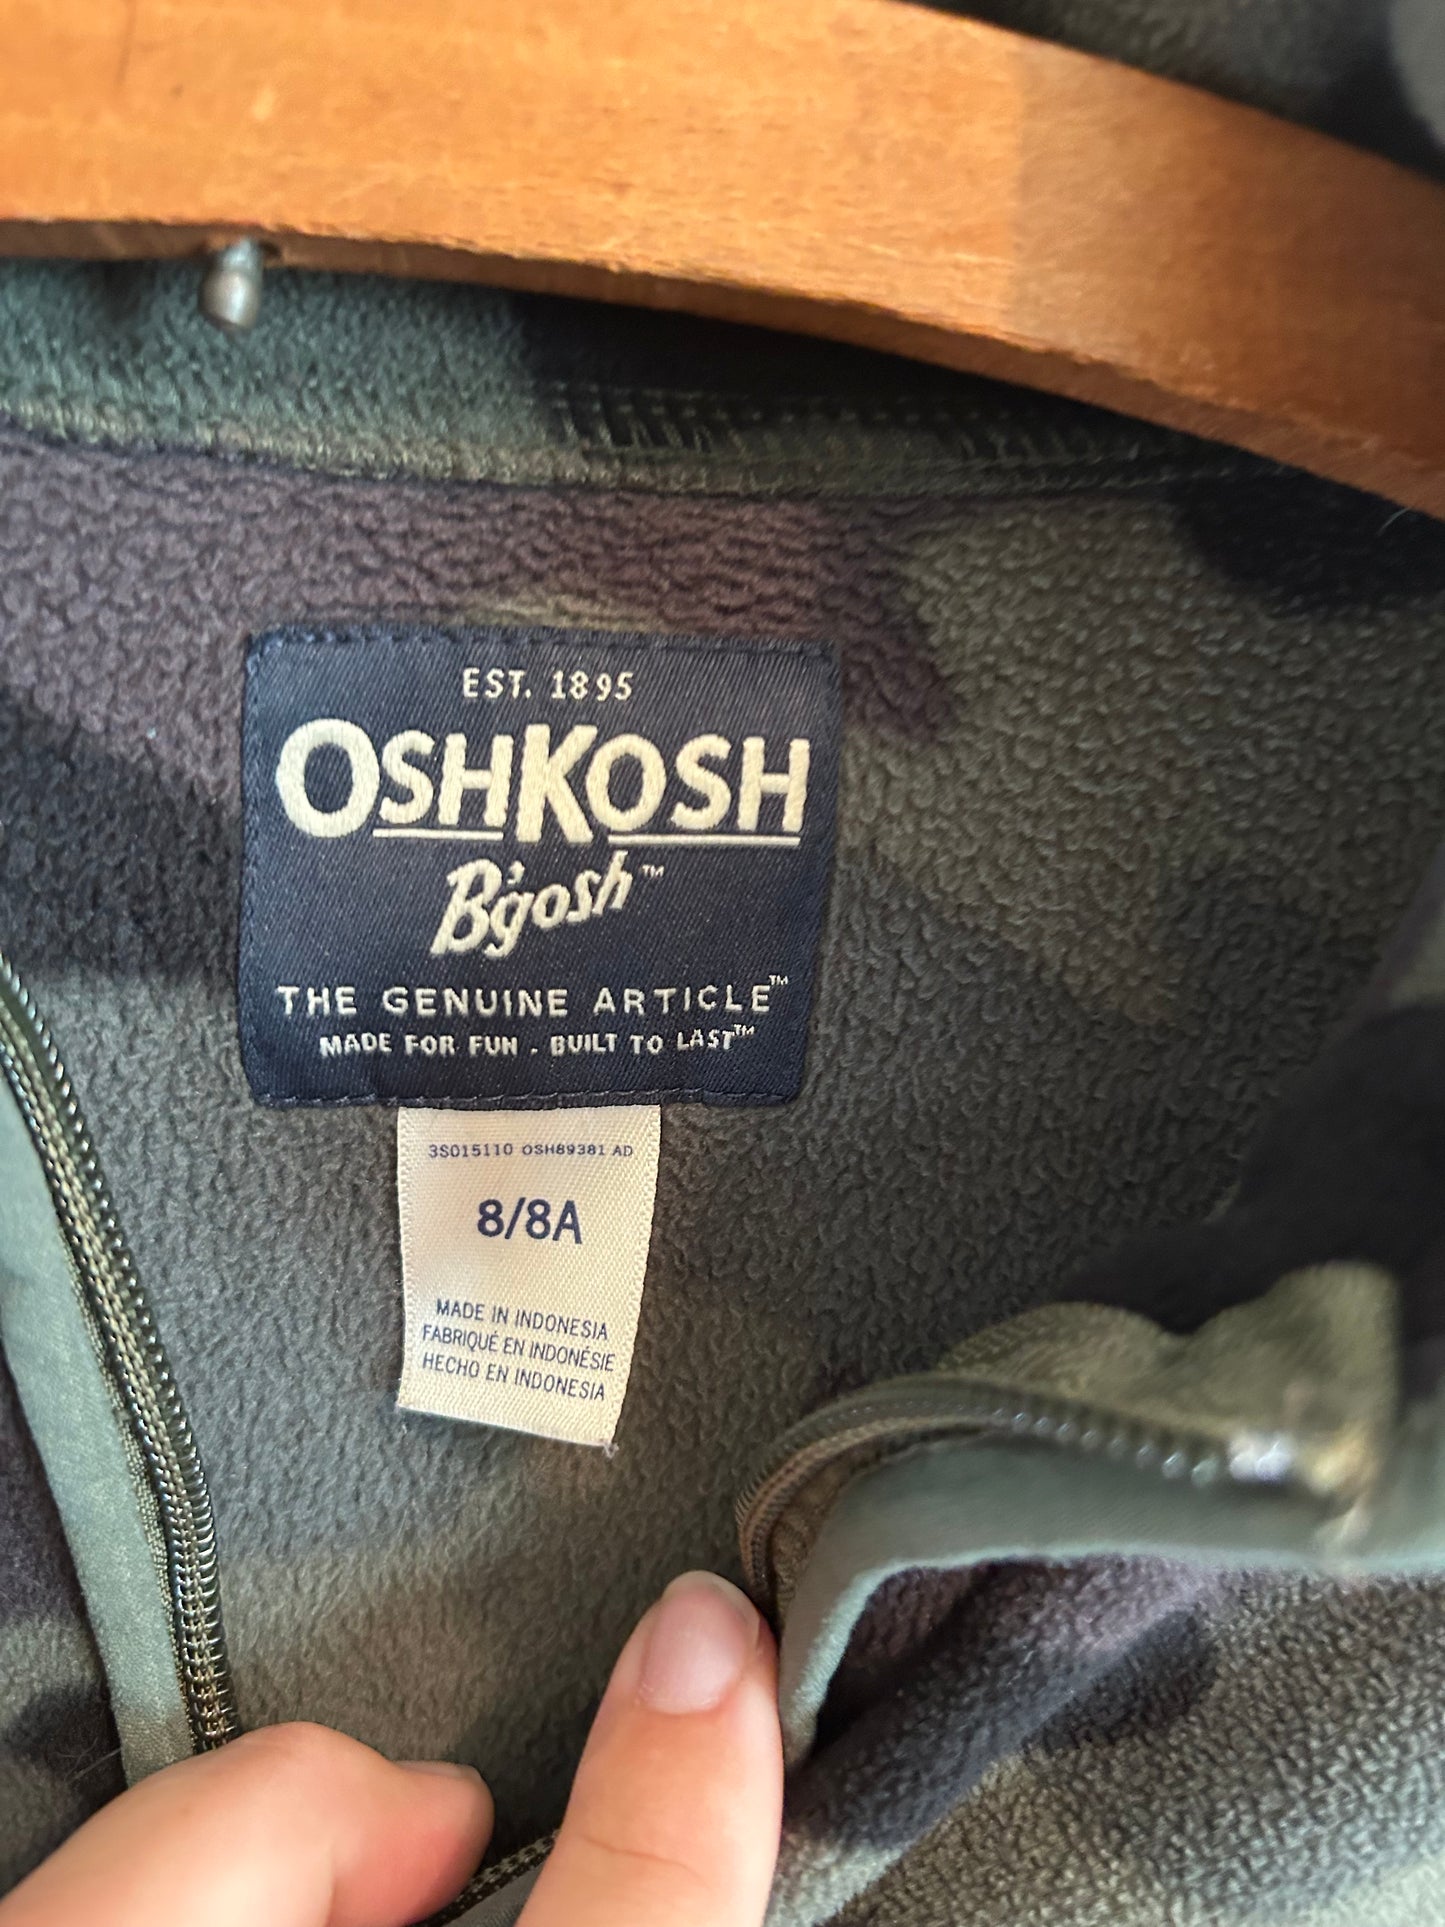 EST. 1895
OSHKOSH
B'gosh™
THE GENUINE ARTICLE™
MADE FOR FUN . BUILT TO LAST™
3S015110 OSH89381 AD
8/8A
MADE IN INDONESIA
FABRIQUÉ EN INDONÉSIE
HECHO EN INDONESIA